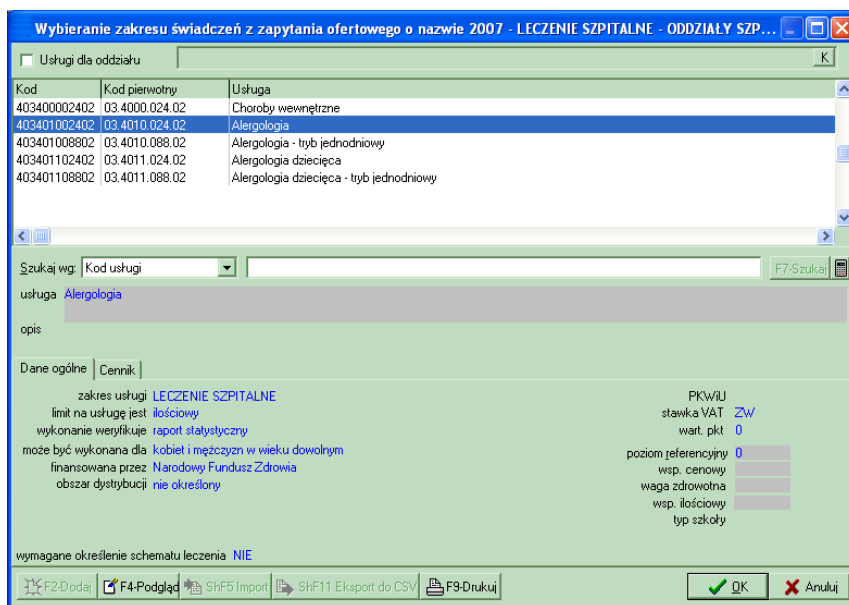 Wybieranie zakresu świadczeń z zapytania ofertowego o nazwie 2007 - LECZENIE SZPITALNE - ODDZIAŁY SZP...
Usługi dla oddziału K
Kod Kod pierwotny Usługa
403400002402 03.4000.024.02 Choroby wewnętrzne
403401002402 03.4010.024.02 Alergologia
403401008802 03.4010.088.02 Alergologia - tryb jednodniowy
403401102402 03.4011.024.02 Alergologia dziecięca
403401108802 03.4011.088.02 Alergologia dziecięca - tryb jednodniowy
Szukaj wg: Kod usługi F7-Szukaj
usługa Alergologia
opis
Dane ogólne Cennik
zakres usługi LECZENIE SZPITALNE PKWiU
limit na usługę jest ilościowy stawka VAT ZW
wykonanie weryfikuje raport statystyczny wart. pkt 0
może być wykonana dla kobiet i mężczyzn w wieku dowolnym poziom referencyjny 0
finansowana przez Narodowy Fundusz Zdrowia wsp. cenowy
obszar dystrybucji nie określony waga zdrowotna
wsp. ilościowy
typ szkoły
wymagane określenie schematu leczenia NIE
F2-Dodaj F4-Podgląd ShF5 Import ShF11 Eksport do CSV F9-Drukuj OK Anuluj